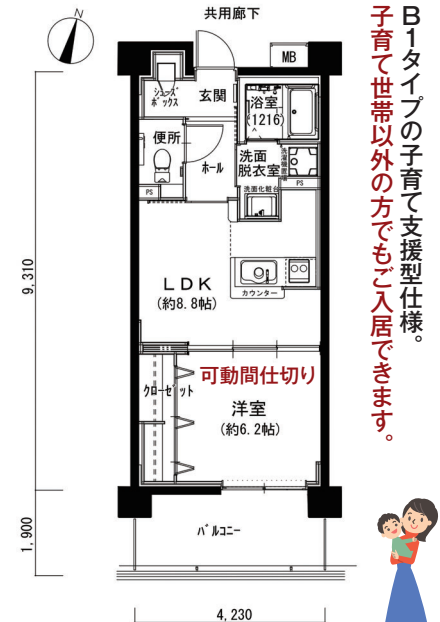 B1タイプの子育て支援型仕様。
子育て世帯以外の方でもご入居できます。
N
共用廊下
MB
シューズ
ボックス
玄関
浴室
(1216)
便所
ホール
洗面
脱衣室
洗濯機置場
PS
PS
洗面化粧台
LDK
(約8.8帖)
カウンター
可動間仕切り
クローゼット
洋室
(約6.2帖)
バルコニー
9,310
1,900
4,230